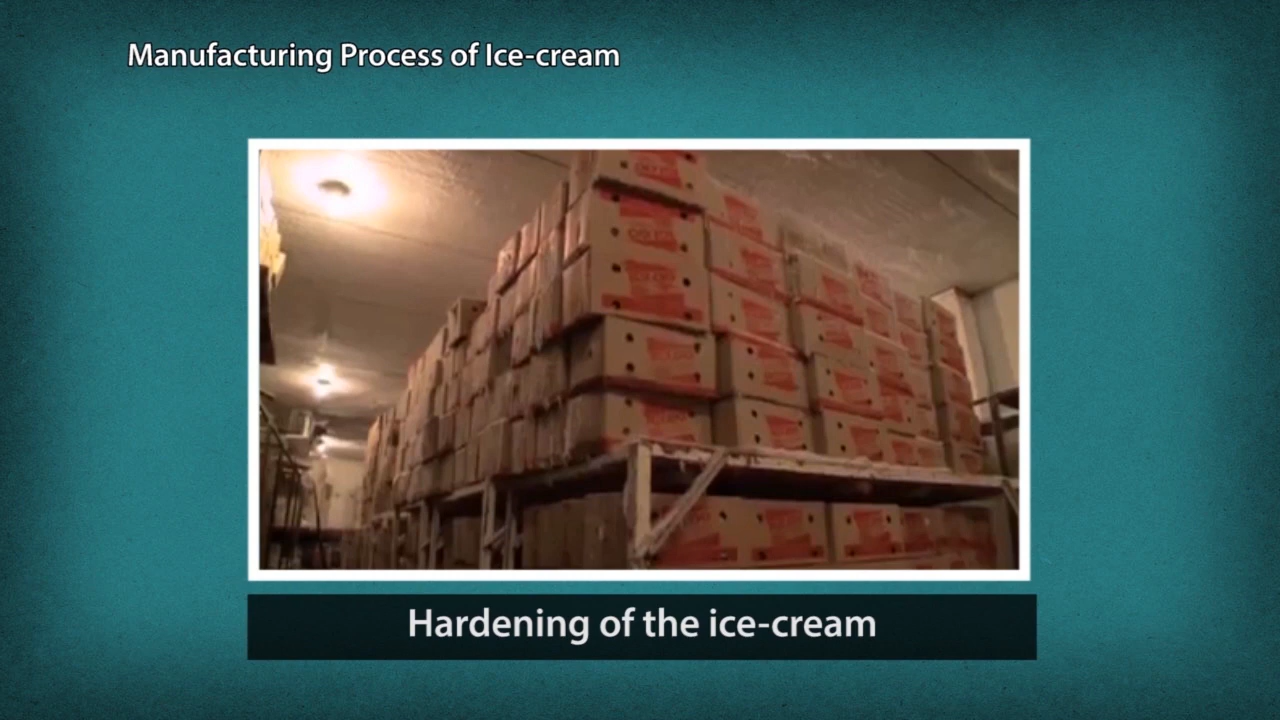 Manufacturing Process of Ice-cream
Hardening of the ice-cream